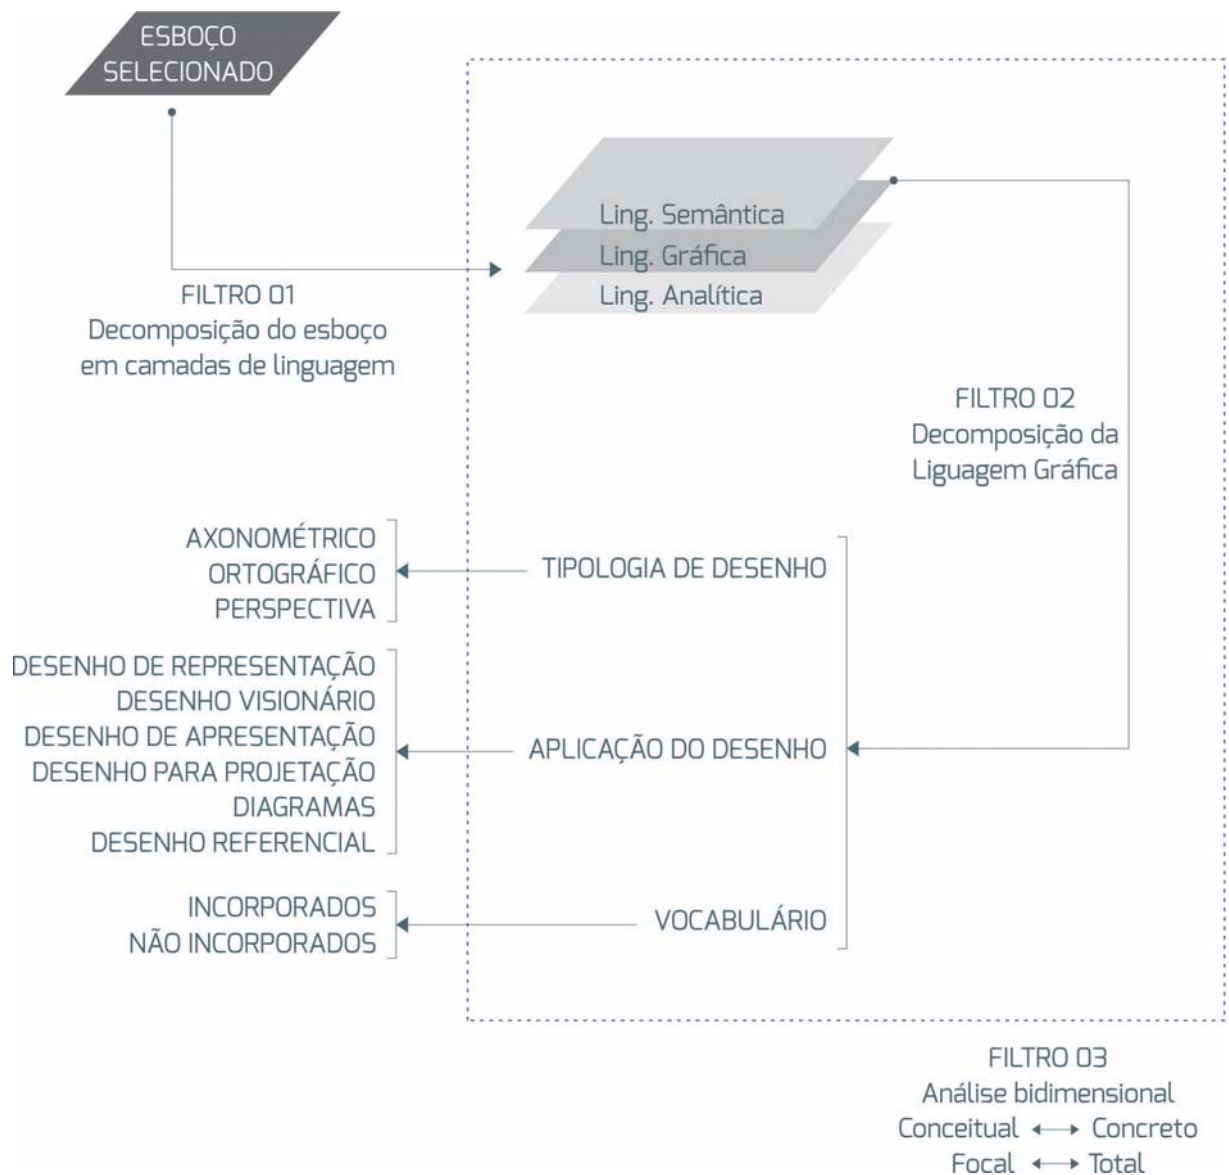 ESBOÇO
SELECIONADO
Ling. Semântica
Ling. Gráfica
Ling. Analítica
FILTRO 01
Decomposição do esboço
em camadas de linguagem
FILTRO 02
Decomposição da
Liguagem Gráfica
AXONOMÉTRICO
ORTOGRÁFICO
PERSPECTIVA
TIPOLOGIA DE DESENHO
DESENHO DE REPRESENTAÇÃO
DESENHO VISIONÁRIO
DESENHO DE APRESENTAÇÃO
DESENHO PARA PROJETAÇÃO
DIAGRAMAS
DESENHO REFERENCIAL
APLICAÇÃO DO DESENHO
INCORPORADOS
NÃO INCORPORADOS
VOCABULÁRIO
FILTRO 03
Análise bidimensional
Conceitual ↔ Concreto
Focal ↔ Total